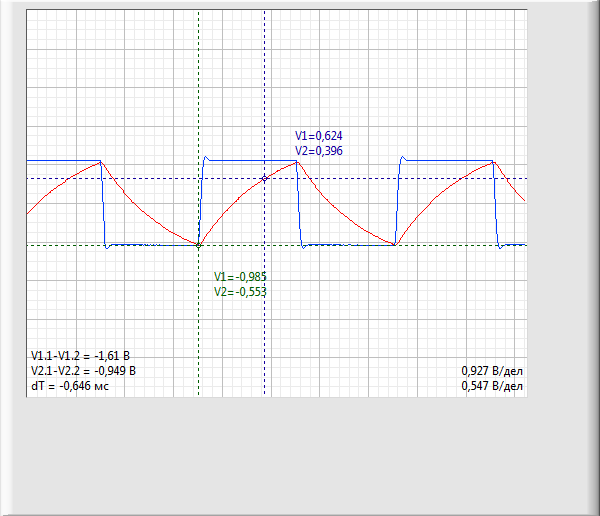 V1=0,624
V2=0,396
V1=-0,985
V2=-0,553
V1.1-V1.2 = -1,61 В
V2.1-V2.2 = -0,949 В
dT = -0,646 мс
0,927 В/дел
0,547 В/дел